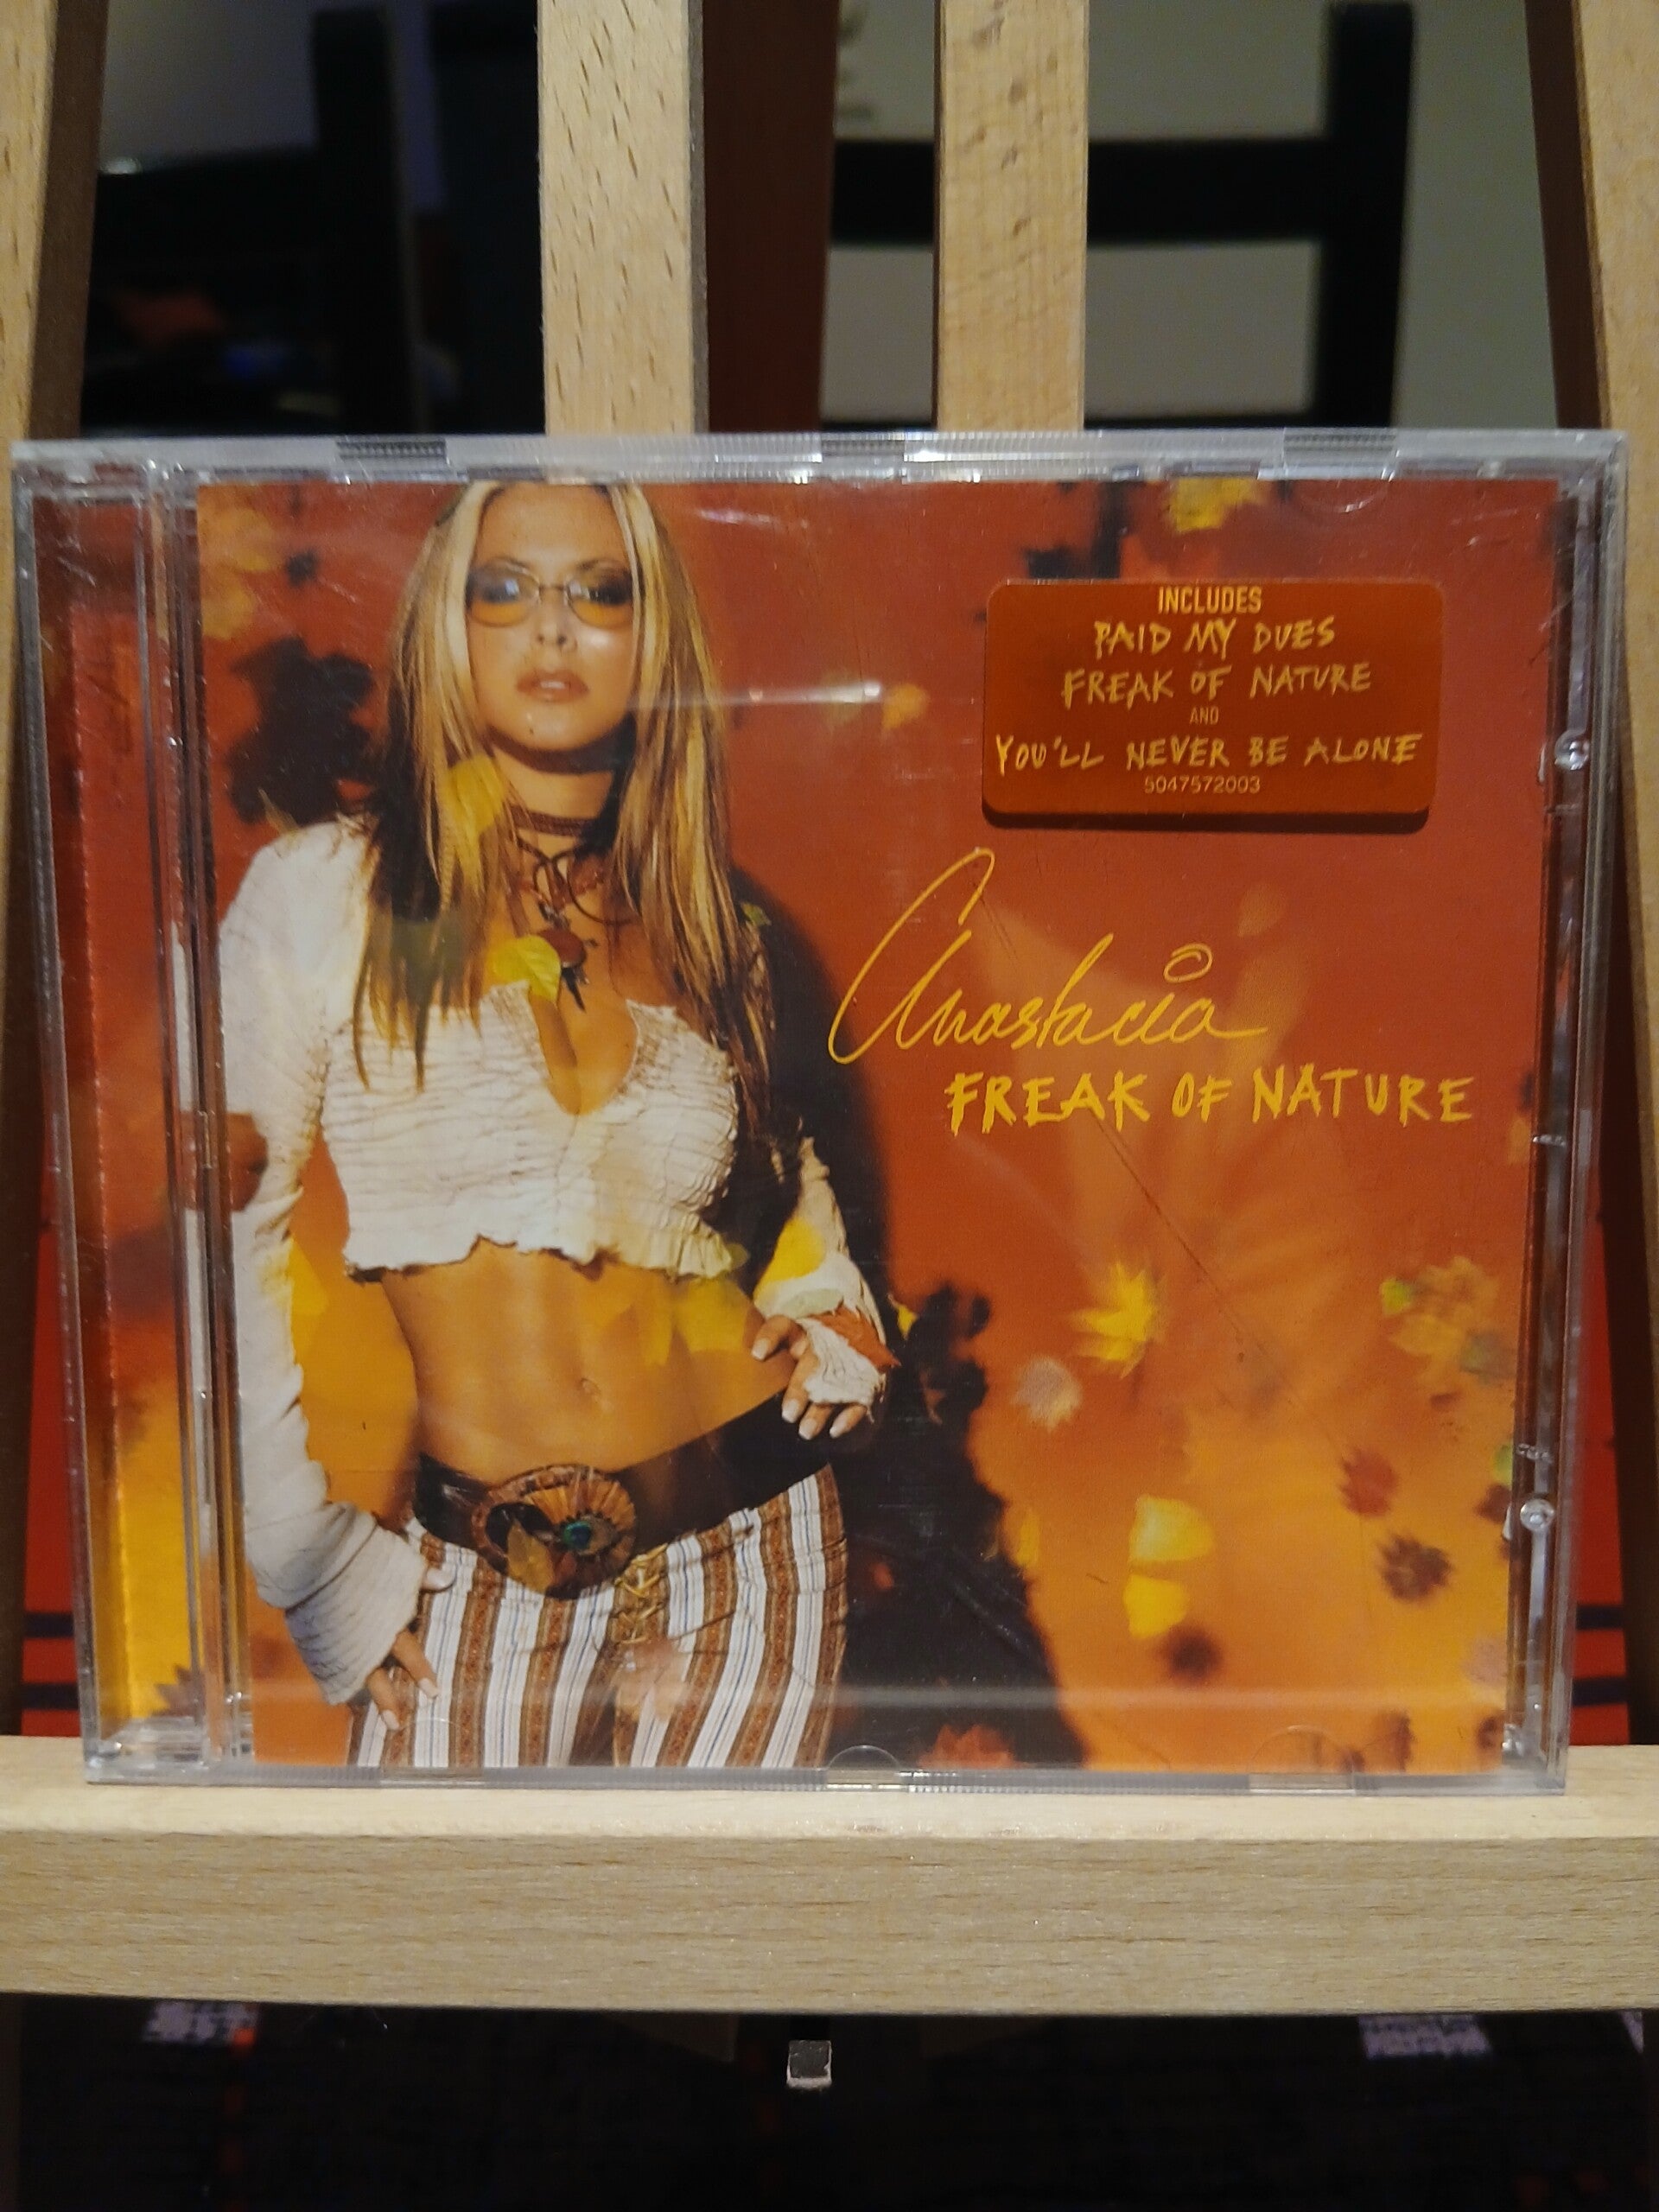 INCLUDES
PAID MY DUES
FREAK OF NATURE
AND
YOU'LL NEVER BE ALONE
5047572003
Anastacia
FREAK OF NATURE